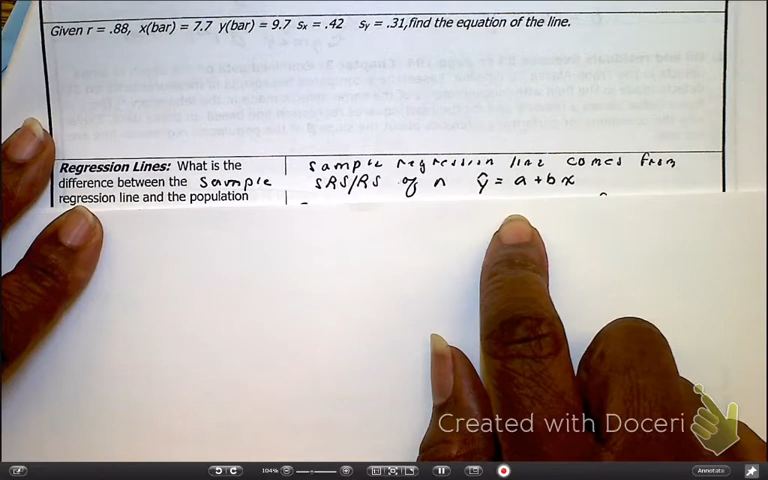 Given r = .88, x(bar) = 7.7 y(bar) = 9.7 sx = .42 sy = .31,find the equation of the line.
Regression Lines: What is the
difference between the sample
regression line and the population
sample regression line comes from
SRS/RS of n ŷ = a + bx
Created with Doceri
104%
Annotate